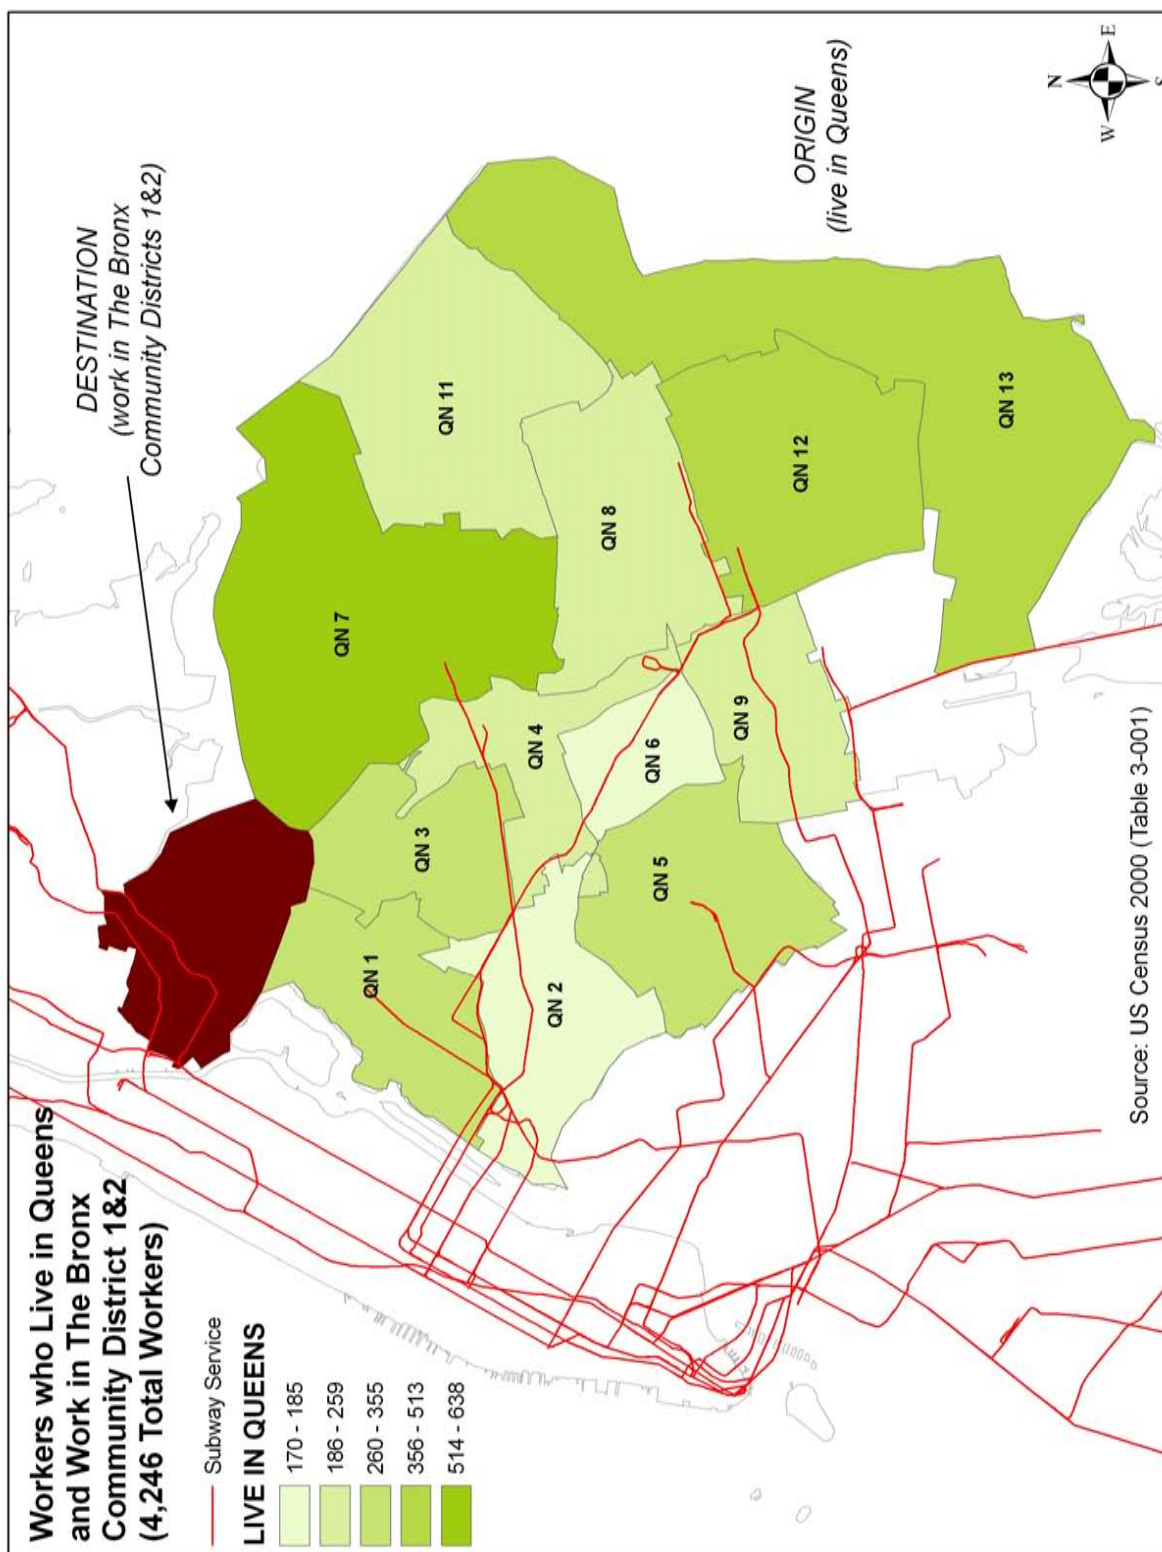 Workers who Live in Queens
and Work in The Bronx
Community District 1&2
(4,246 Total Workers)
Subway Service
LIVE IN QUEENS
170 - 185
186 - 259
260 - 355
356 - 513
514 - 638
DESTINATION
(work in The Bronx
Community Districts 1&2)
QN 7
QN 11
QN 3
QN 1
QN 4
QN 8
QN 2
QN 6
QN 5
QN 9
QN 12
QN 13
ORIGIN
(live in Queens)
N
W
E
S
Source: US Census 2000 (Table 3-001)